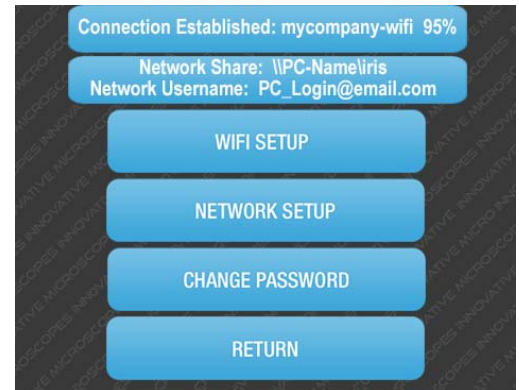 Connection Established: mycompany-wifi 95%
Network Share: \\PC-Name\iris
Network Username: PC_Login@email.com
WIFI SETUP
NETWORK SETUP
CHANGE PASSWORD
RETURN